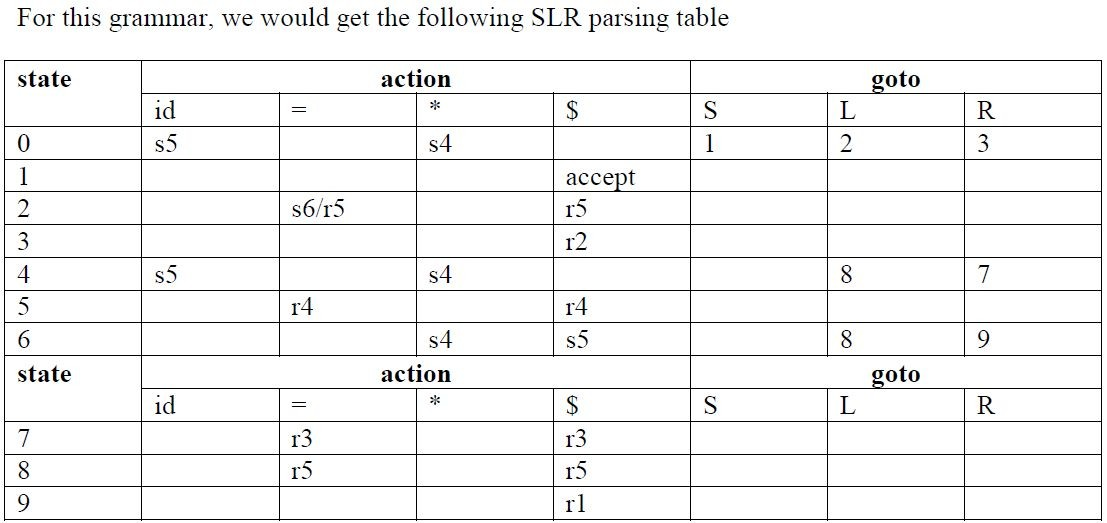 For this grammar, we would get the following SLR parsing table
state action goto
id = * $ S L R
0 s5 s4 1 2 3
1 accept
2 s6/r5 r5
3 r2
4 s5 s4 8 7
5 r4 r4
6 s4 s5 8 9
state action goto
id = * $ S L R
7 r3 r3
8 r5 r5
9 r1